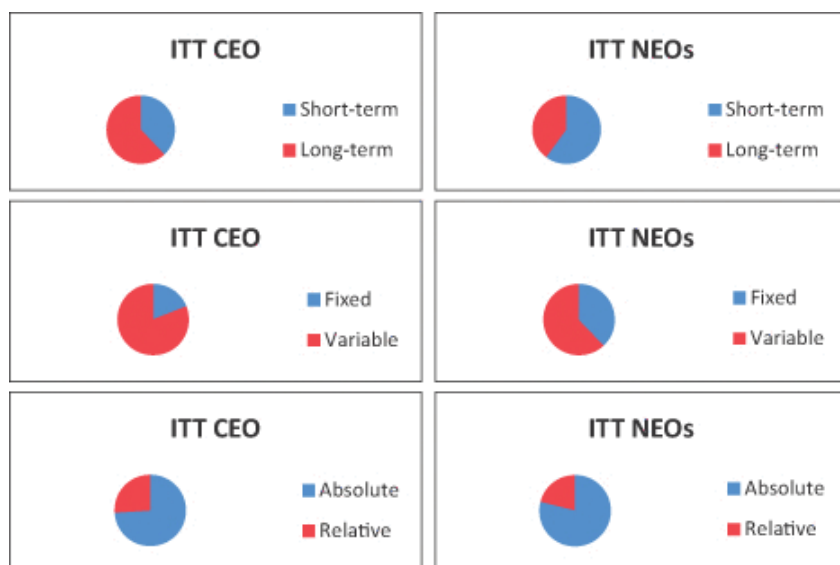 ITT CEO
Short-term
Long-term
ITT NEOs
Short-term
Long-term
ITT CEO
Fixed
Variable
ITT NEOs
Fixed
Variable
ITT CEO
Absolute
Relative
ITT NEOs
Absolute
Relative